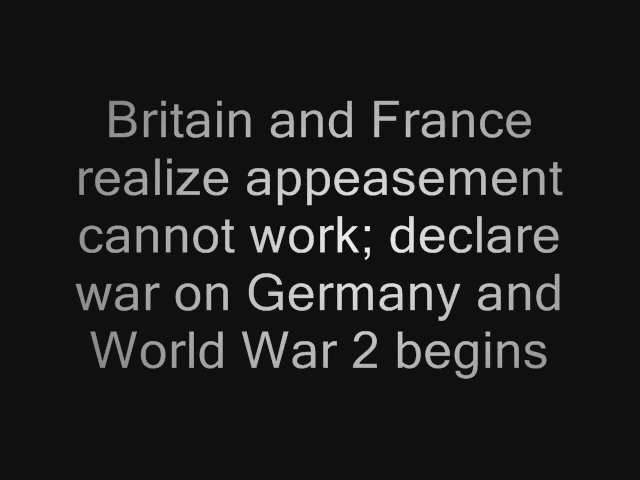 Britain and France
realize appeasement
cannot work; declare
war on Germany and
World War 2 begins